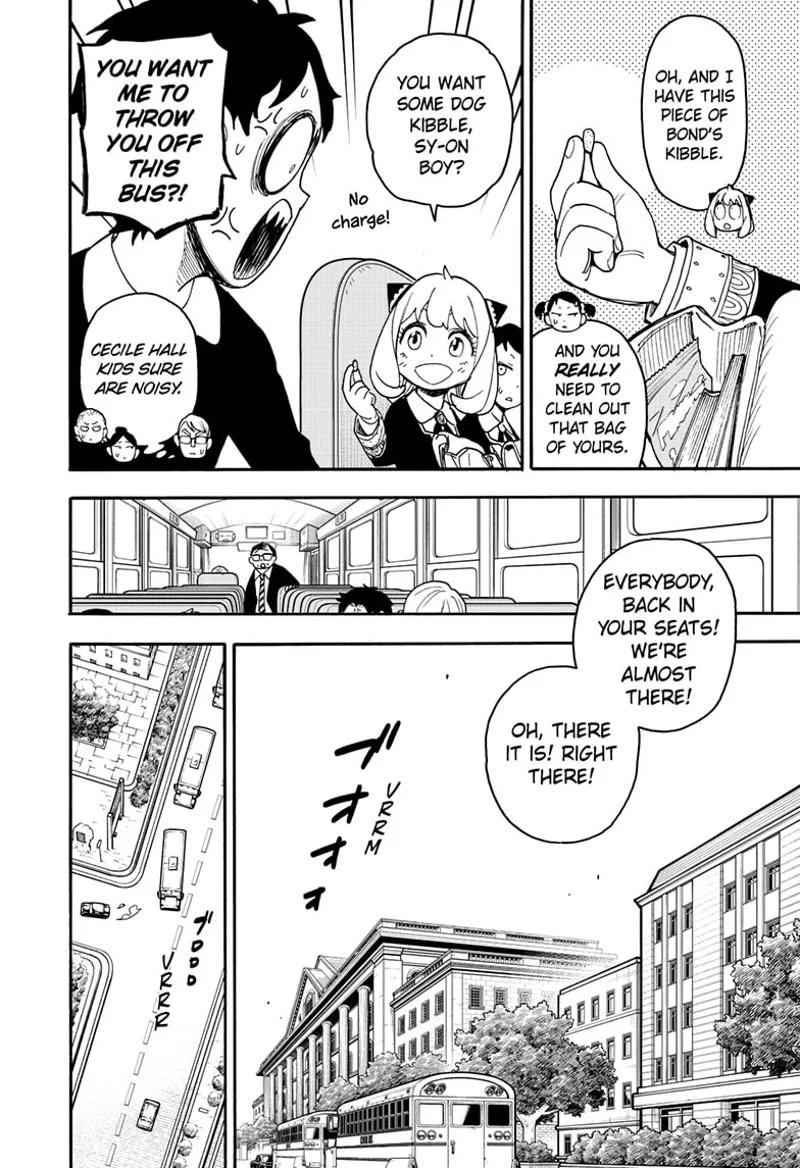 OH, AND I
HAVE THIS
PIECE OF
BOND'S
KIBBLE.
AND YOU
REALLY
NEED TO
CLEAN OUT
THAT BAG
OF YOURS.
YOU WANT
SOME DOG
KIBBLE,
SY-ON
BOY?
No
charge!
YOU WANT
ME TO
THROW
YOU OFF
THIS
BUS?!
CECILE HALL
KIDS SURE
ARE NOISY.
EVERYBODY,
BACK IN
YOUR SEATS!
WE'RE
ALMOST
THERE!
OH, THERE
IT IS! RIGHT
THERE!
ブオオ
VRRM
ブロロロ
VRRR